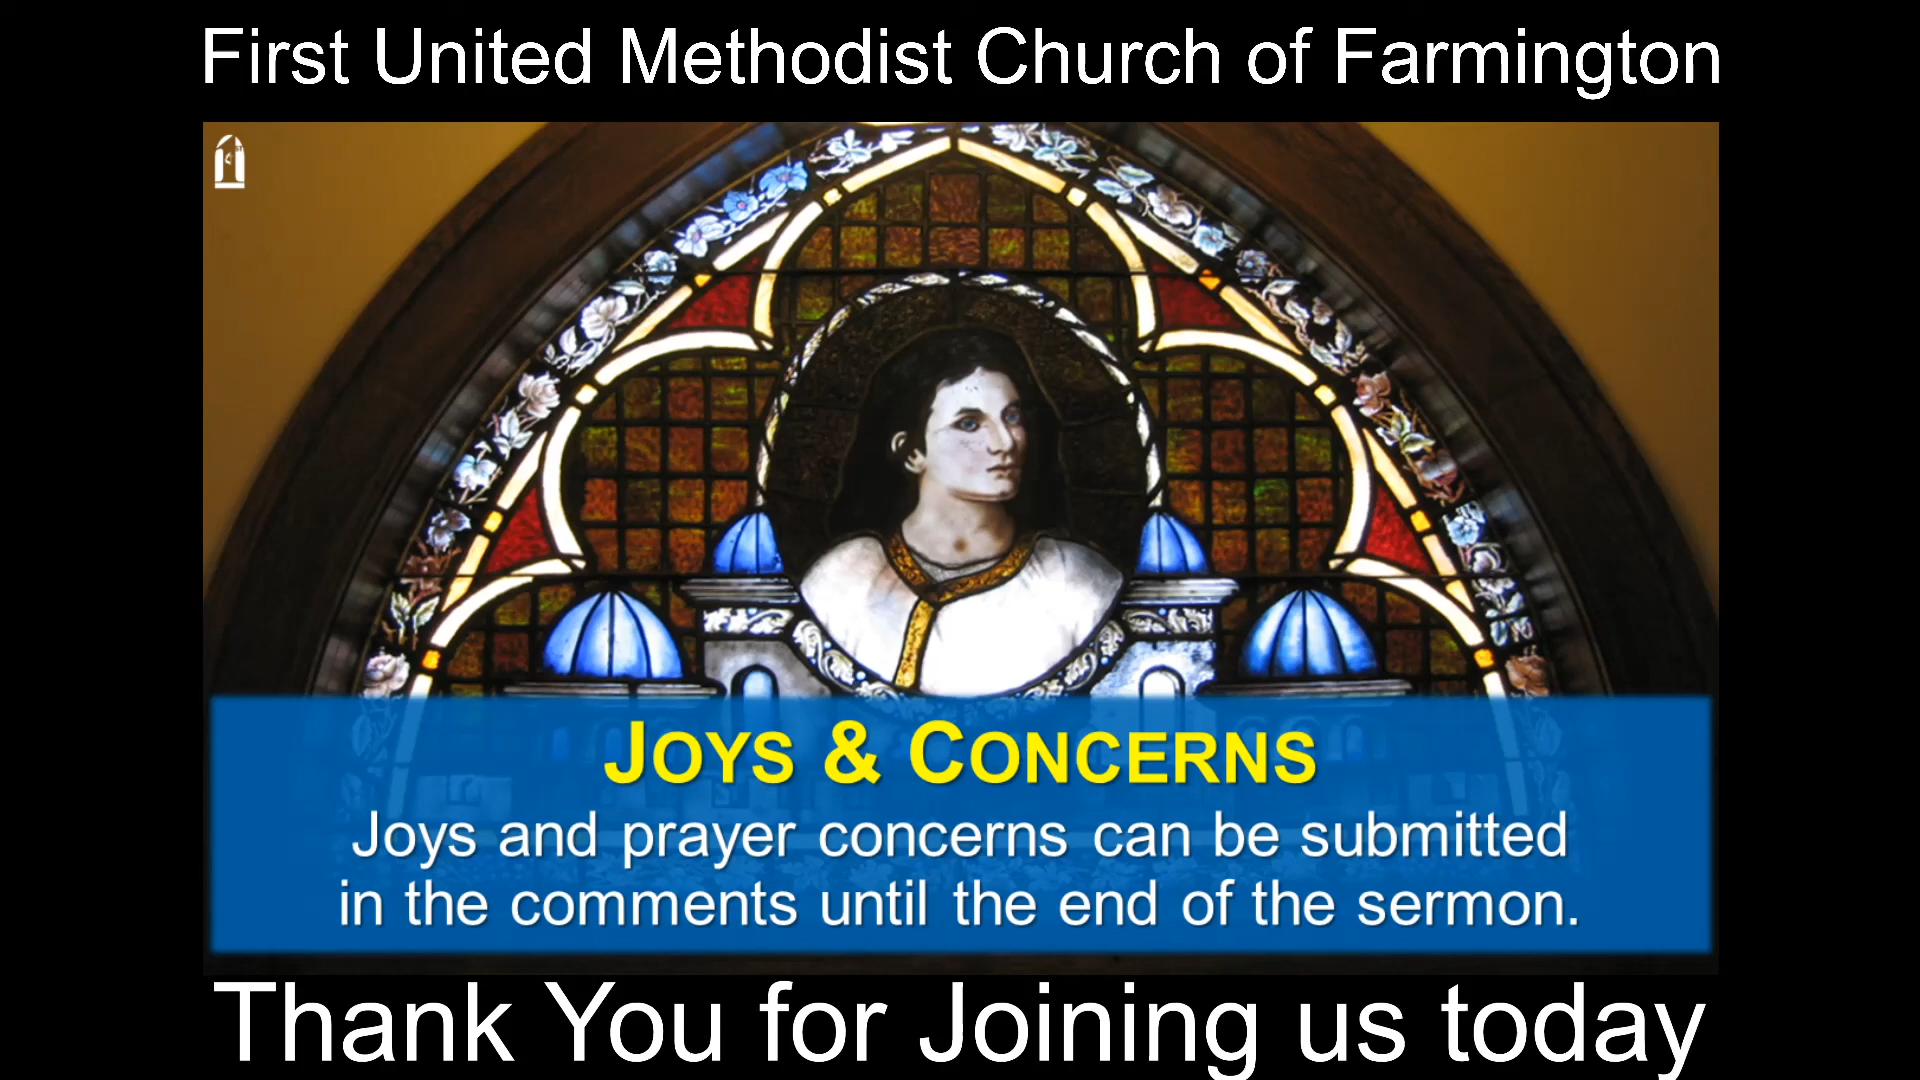 First United Methodist Church of Farmington
JOYS & CONCERNS
Joys and prayer concerns can be submitted
in the comments until the end of the sermon.
Thank You for Joining us today